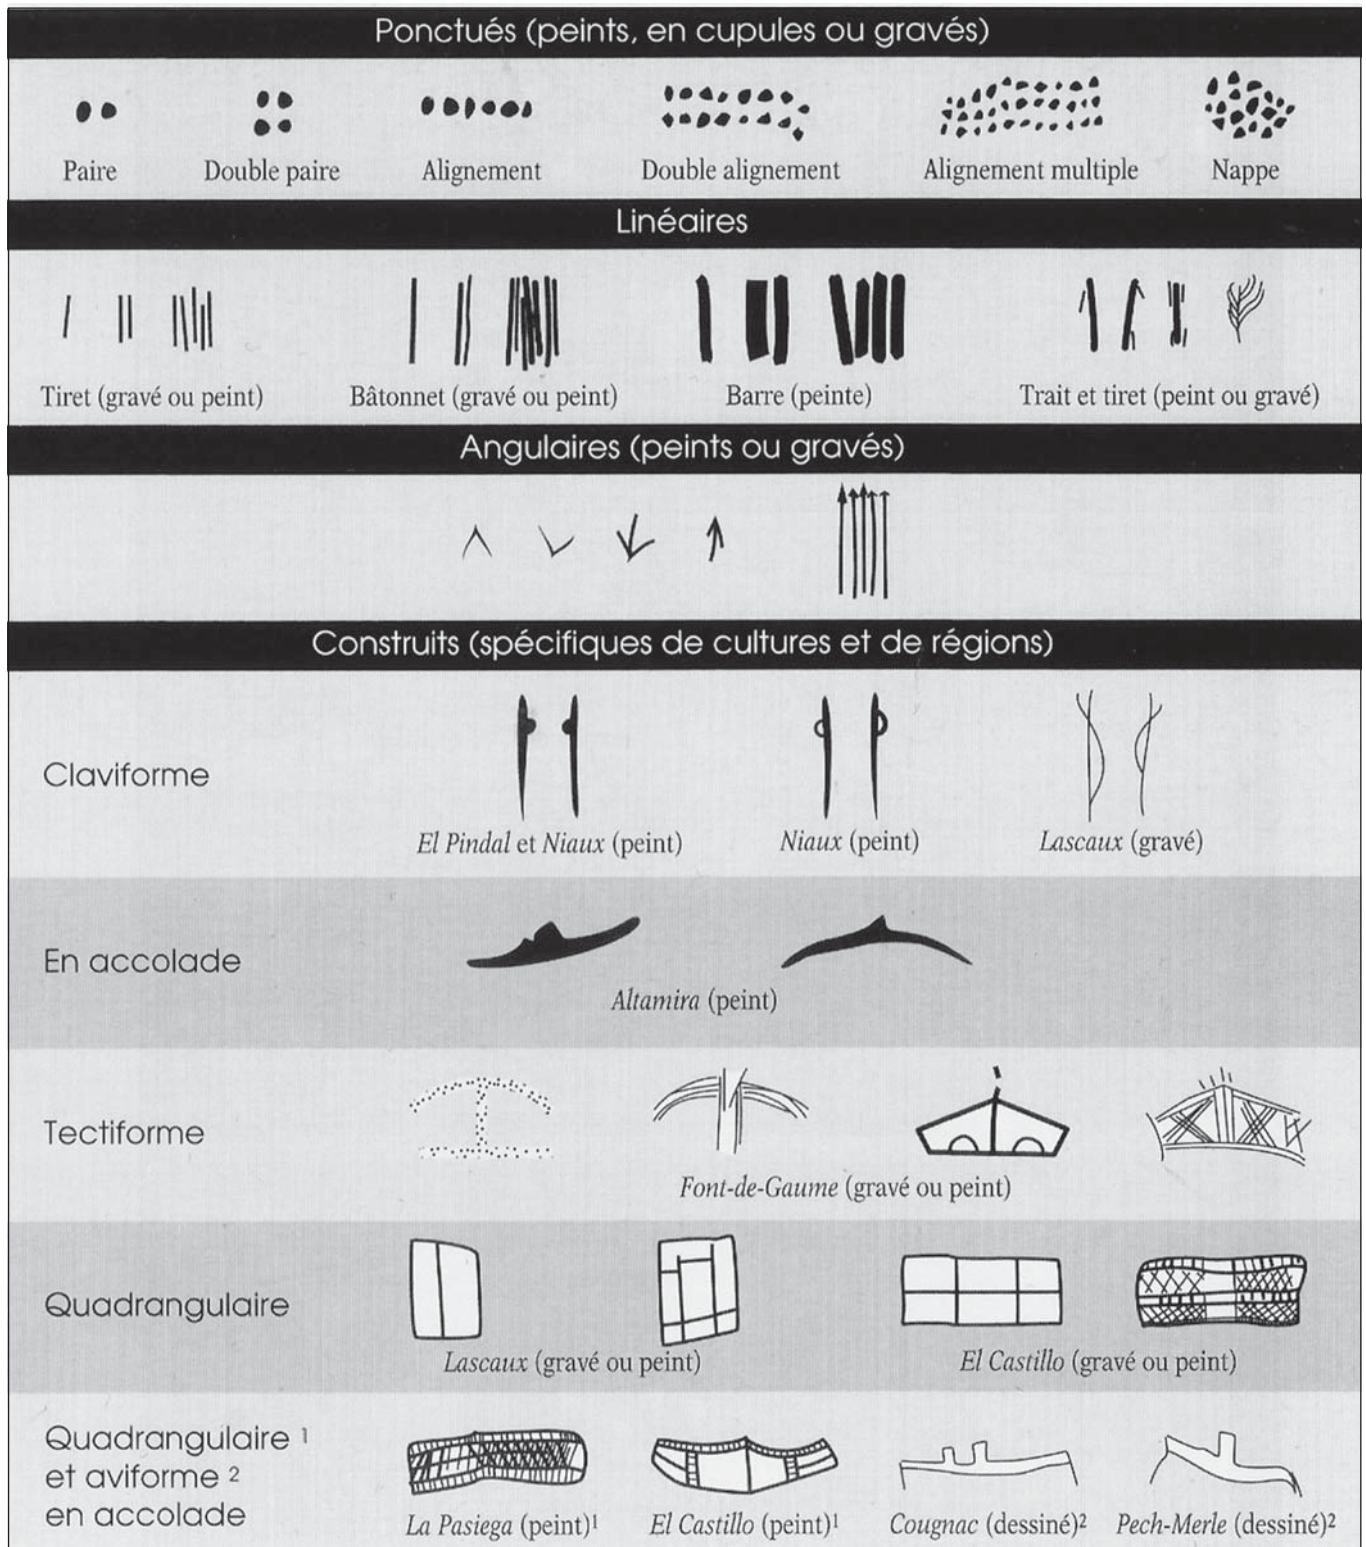 Ponctués (peints, en cupules ou gravés)
Paire Double paire Alignement Double alignement Alignement multiple Nappe
Linéaires
Tiret (gravé ou peint) Bâtonnet (gravé ou peint) Barre (peinte) Trait et tiret (peint ou gravé)
Angulaires (peints ou gravés)
Construits (spécifiques de cultures et de régions)
Claviforme
El Pindal et Niaux (peint) Niaux (peint) Lascaux (gravé)
En accolade
Altamira (peint)
Tectiforme
Font-de-Gaume (gravé ou peint)
Quadrangulaire
Lascaux (gravé ou peint) El Castillo (gravé ou peint)
Quadrangulaire 1
et aviforme 2
en accolade
La Pasiega (peint)1 El Castillo (peint)1 Cougnac (dessiné)2 Pech-Merle (dessiné)2